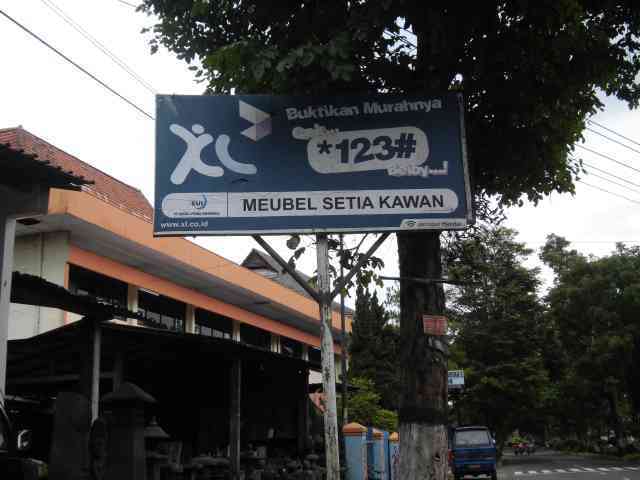 XL
Buktikan Murahnya
*123#
MEUBEL SETIA KAWAN
www.xl.co.id